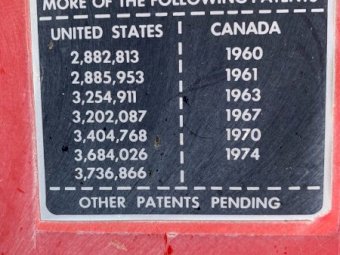 MORE OF THE FOLLOWING PATENTS
UNITED STATES CANADA
2,882,813 1960
2,885,953 1961
3,254,911 1963
3,202,087 1967
3,404,768 1970
3,684,026 1974
3,736,866
OTHER PATENTS PENDING